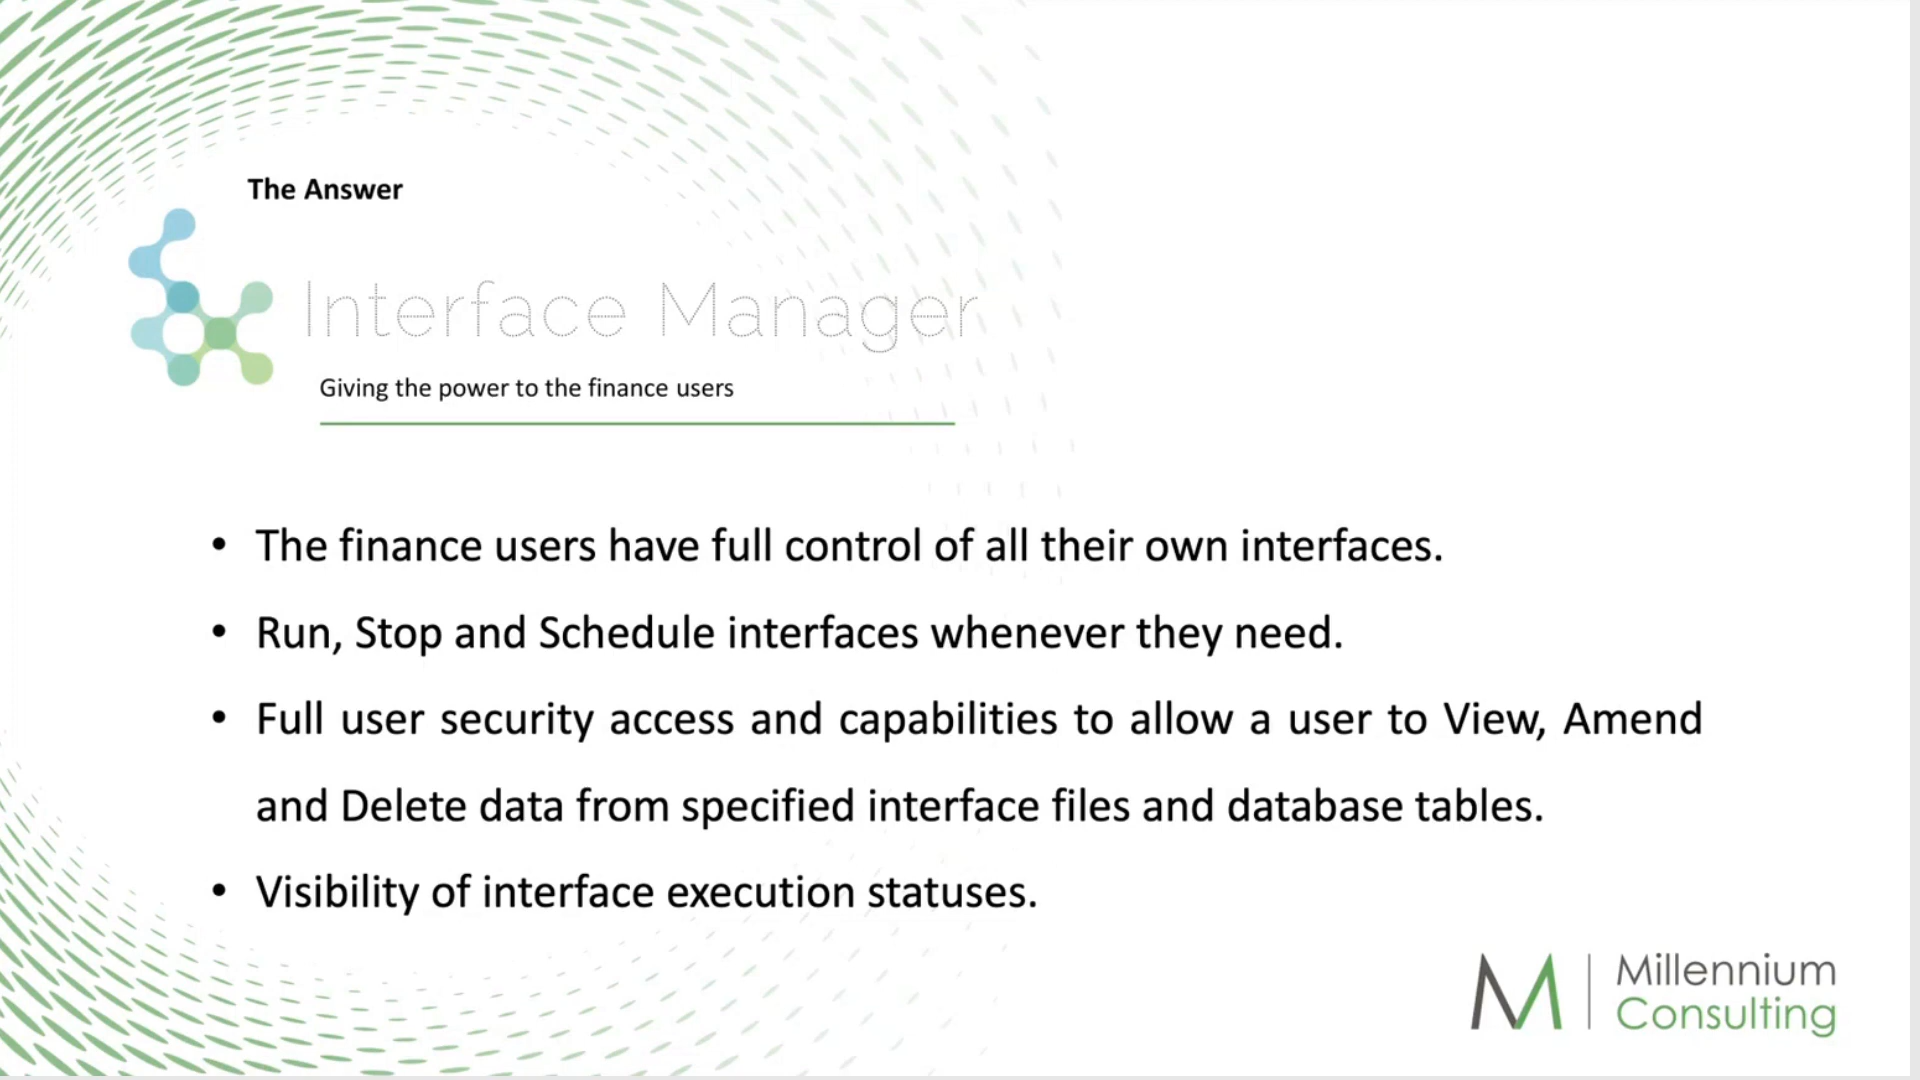 The Answer
Interface Manager
Giving the power to the finance users
• The finance users have full control of all their own interfaces.
• Run, Stop and Schedule interfaces whenever they need.
• Full user security access and capabilities to allow a user to View, Amend
and Delete data from specified interface files and database tables.
• Visibility of interface execution statuses.
M
Millennium
Consulting